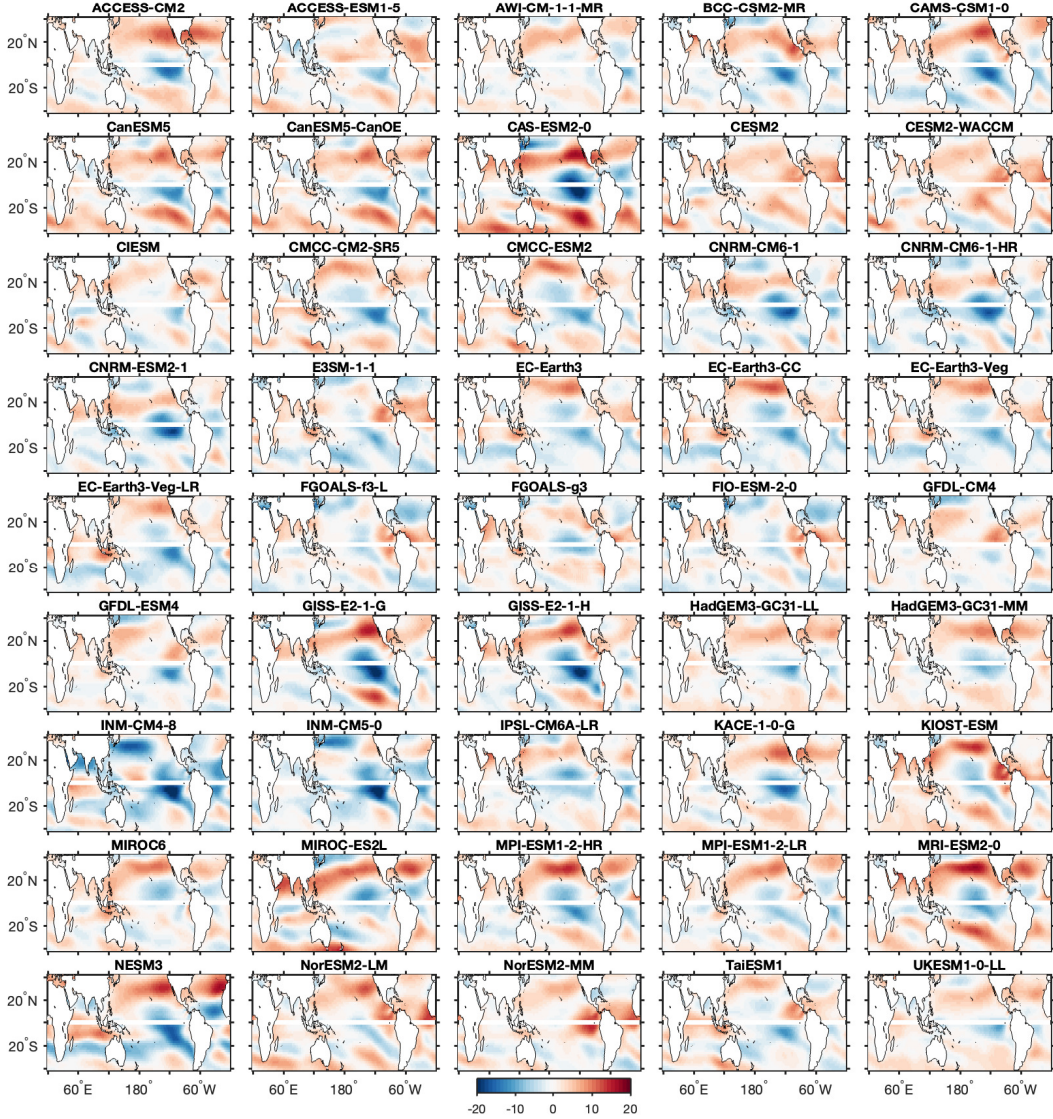 ACCESS-CM2 ACCESS-ESM1-5 AWI-CM-1-1-MR BCC-CSM2-MR CAMS-CSM1-0
20°N
20°S
CanESM5 CanESM5-CanOE CAS-ESM2-0 CESM2 CESM2-WACCM
20°N
20°S
CIESM CMCC-CM2-SR5 CMCC-ESM2 CNRM-CM6-1 CNRM-CM6-1-HR
20°N
20°S
CNRM-ESM2-1 E3SM-1-1 EC-Earth3 EC-Earth3-CC EC-Earth3-Veg
20°N
20°S
EC-Earth3-Veg-LR FGOALS-f3-L FGOALS-g3 FIO-ESM-2-0 GFDL-CM4
20°N
20°S
GFDL-ESM4 GISS-E2-1-G GISS-E2-1-H HadGEM3-GC31-LL HadGEM3-GC31-MM
20°N
20°S
INM-CM4-8 INM-CM5-0 IPSL-CM6A-LR KACE-1-0-G KIOST-ESM
20°N
20°S
MIROC6 MIROC-ES2L MPI-ESM1-2-HR MPI-ESM1-2-LR MRI-ESM2-0
20°N
20°S
NESM3 NorESM2-LM NorESM2-MM TaiESM1 UKESM1-0-LL
20°N
20°S
60°E 180° 60°W 60°E 180° 60°W 60°E 180° 60°W 60°E 180° 60°W
-20 -10 0 10 20